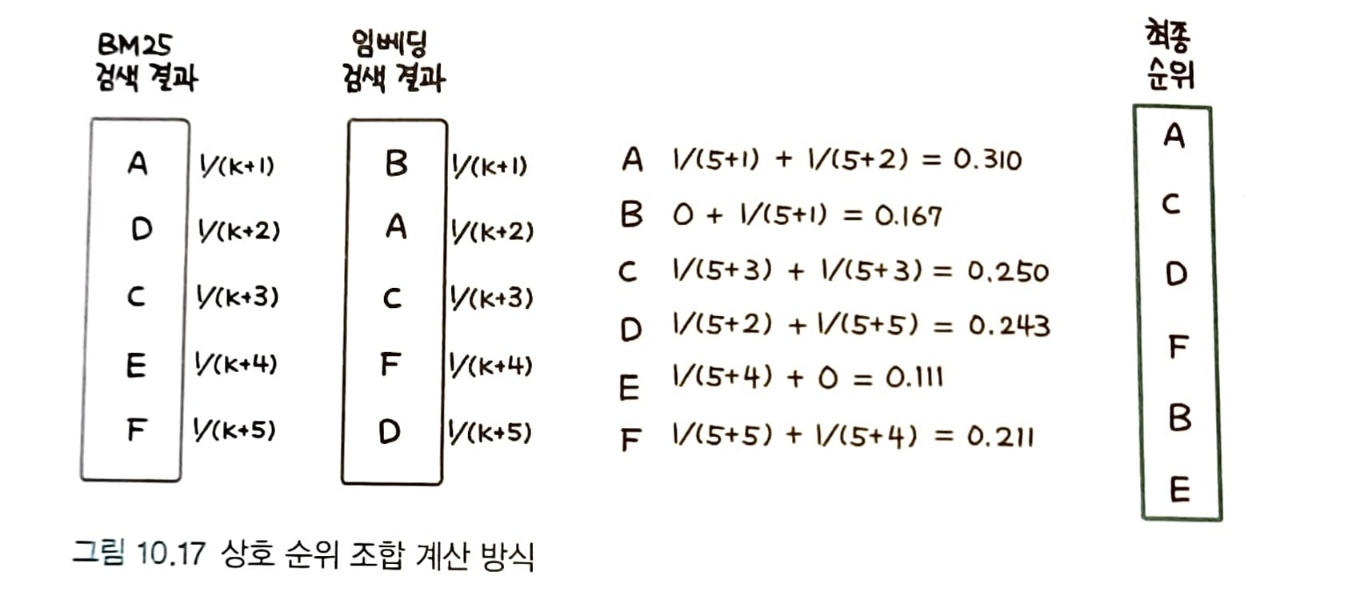 BM25
검색 결과
A 1/(k+1)
D 1/(k+2)
C 1/(k+3)
E 1/(k+4)
F 1/(k+5)
임베딩
검색 결과
B 1/(k+1)
A 1/(k+2)
C 1/(k+3)
F 1/(k+4)
D 1/(k+5)
A 1/(5+1) + 1/(5+2) = 0.310
B 0 + 1/(5+1) = 0.167
C 1/(5+3) + 1/(5+3) = 0.250
D 1/(5+2) + 1/(5+5) = 0.243
E 1/(5+4) + 0 = 0.111
F 1/(5+5) + 1/(5+4) = 0.211
최종
순위
A
C
D
F
B
E
그림 10.17 상호 순위 조합 계산 방식